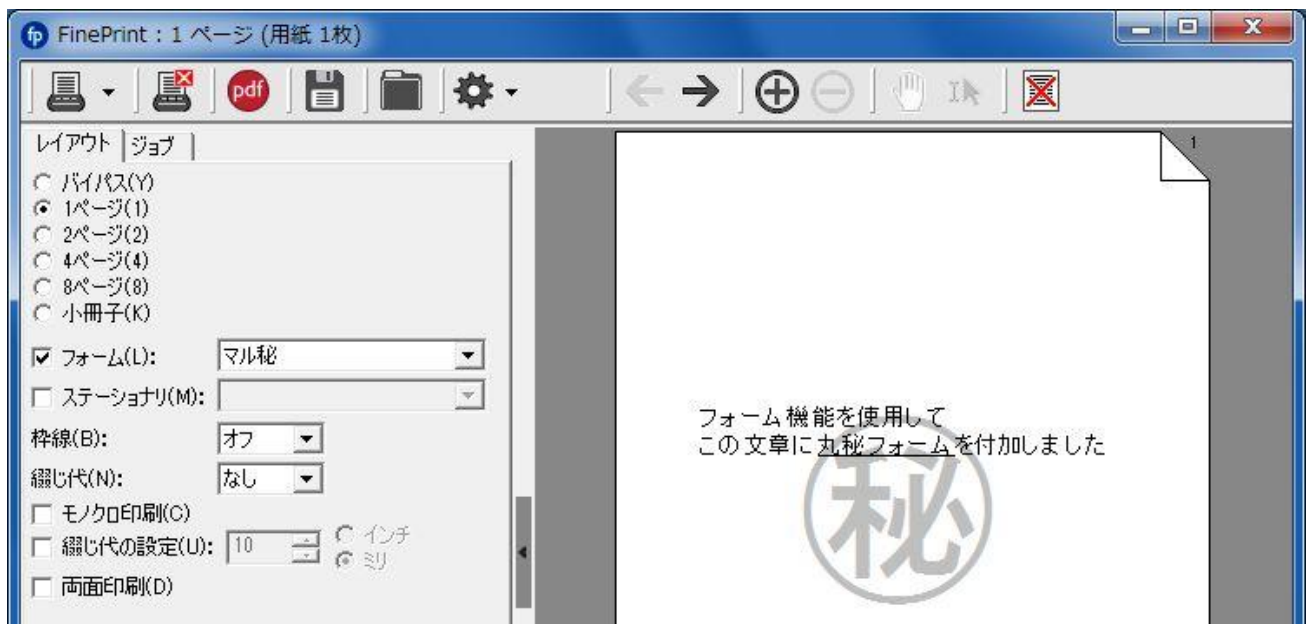 fp FinePrint : 1 ページ (用紙 1枚)
pdf
レイアウト ジョブ
バイパス(Y)
1ページ(1)
2ページ(2)
4ページ(4)
8ページ(8)
小冊子(K)
フォーム(L): マル秘
ステーショナリ(M):
枠線(B): オフ
綴じ代(N): なし
モノクロ印刷(C)
綴じ代の設定(U): 10 インチ
ミリ
両面印刷(D)
1
フォーム機能を使用して
この文章に丸秘フォームを付加しました
秘